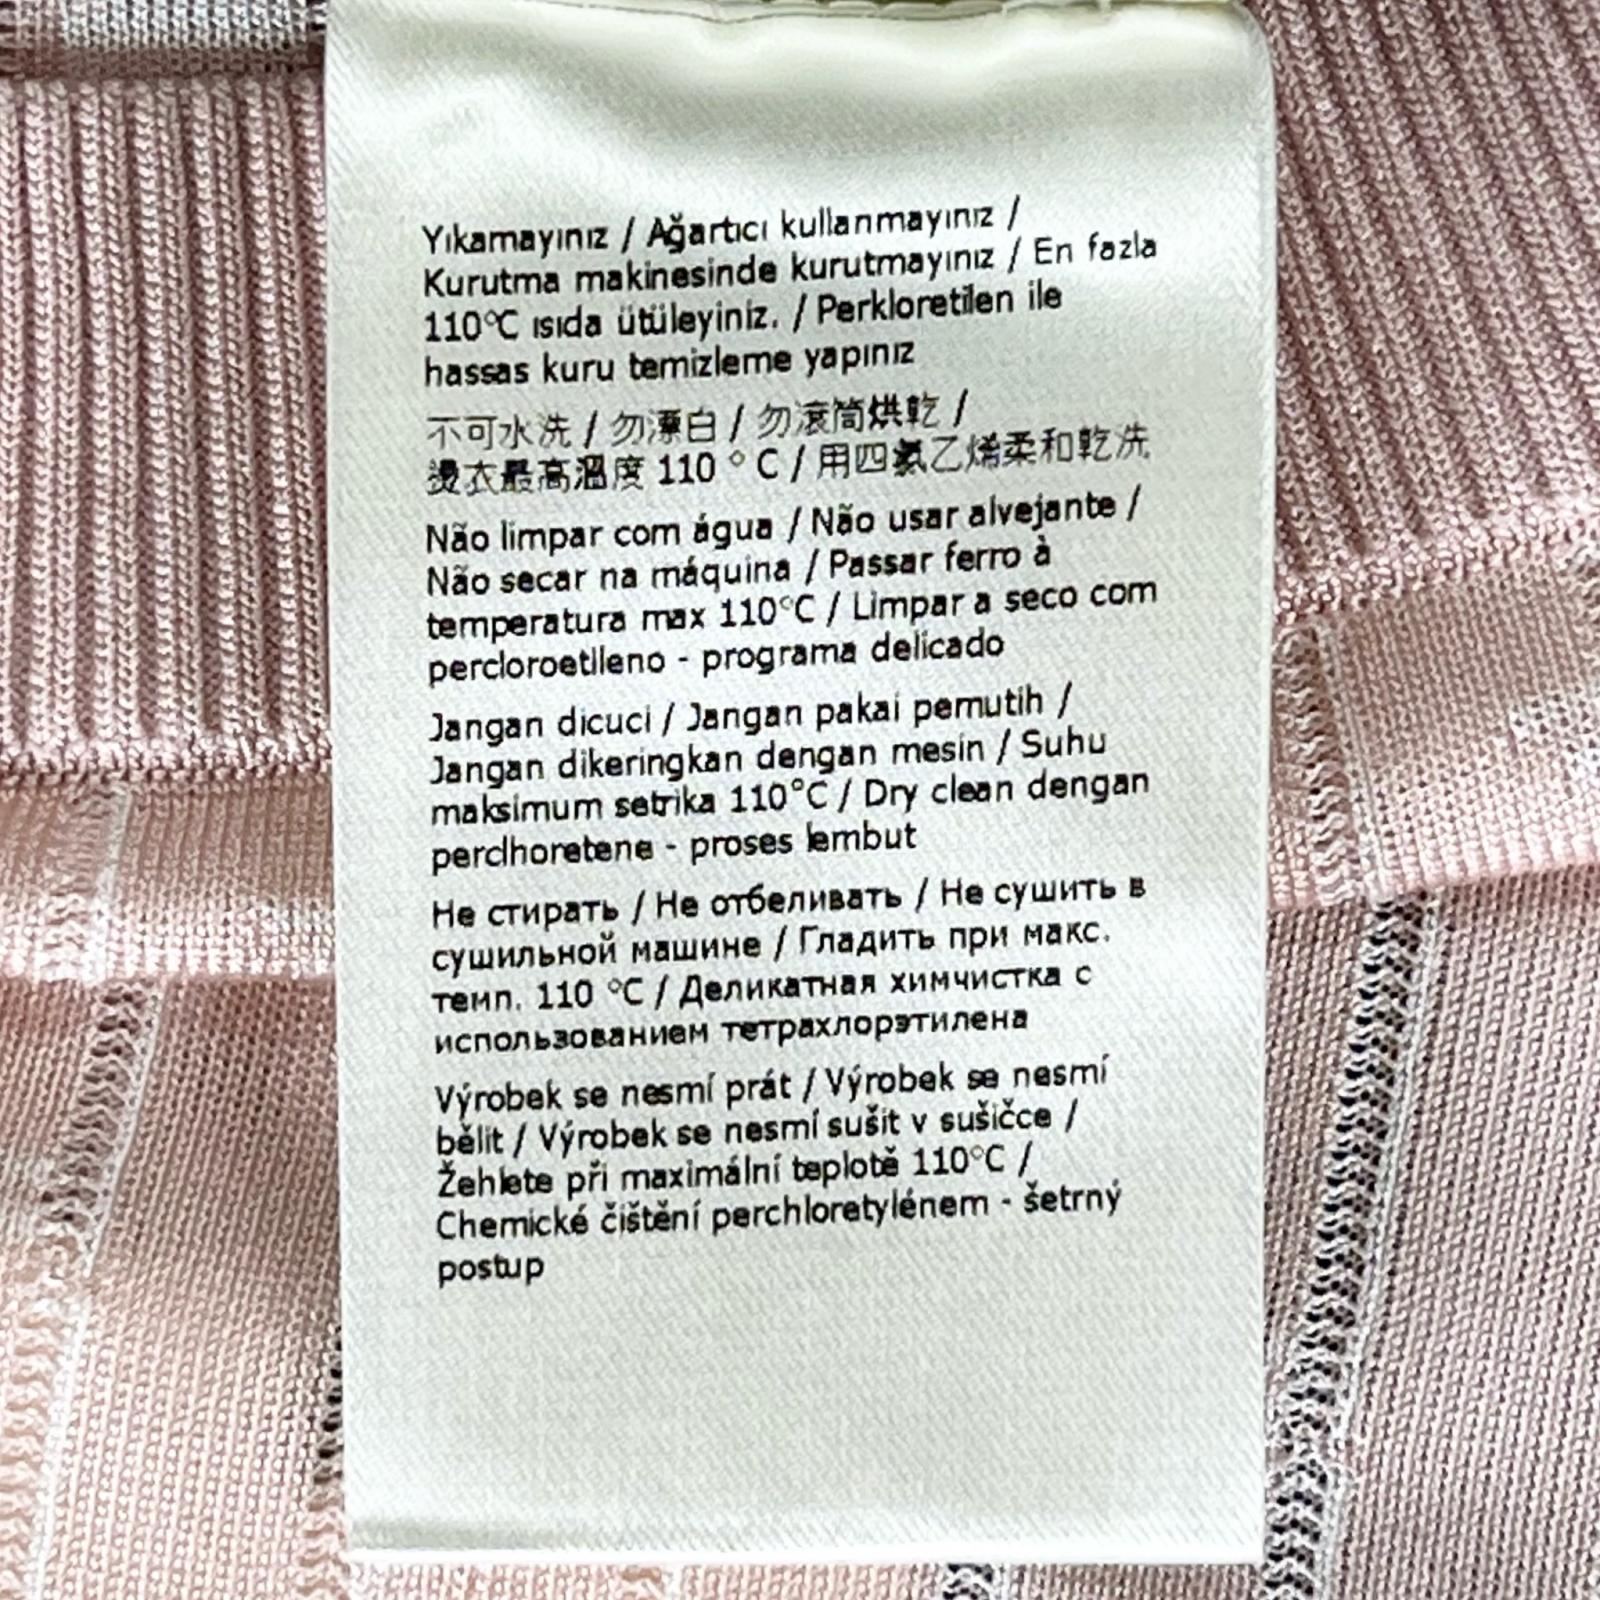 Yıkamayınız / Ağartıcı kullanmayınız /
Kurutma makinesinde kurutmayınız / En fazla
110°C ısıda ütüleyiniz. / Perkloretilen ile
hassas kuru temizleme yapınız
不可水洗 / 勿漂白 / 勿滾筒烘乾 /
燙衣最高溫度 110 ° C / 用四氯乙烯柔和乾洗
Não limpar com água / Não usar alvejante /
Não secar na máquina / Passar ferro à
temperatura max 110°C / Limpar a seco com
percloroetileno - programa delicado
Jangan dicuci / Jangan pakai pemutih /
Jangan dikeringkan dengan mesin / Suhu
maksimum setrika 110°C / Dry clean dengan
perclhoretene - proses lembut
Не стирать / Не отбеливать / Не сушить в
сушильной машине / Гладить при макс.
темп. 110 °C / Деликатная химчистка с
использованием тетрахлорэтилена
Výrobek se nesmí prát / Výrobek se nesmí
bělit / Výrobek se nesmí sušit v sušičce /
Žehlete při maximální teplotě 110°C /
Chemické čištění perchloretylénem - šetrný
postup